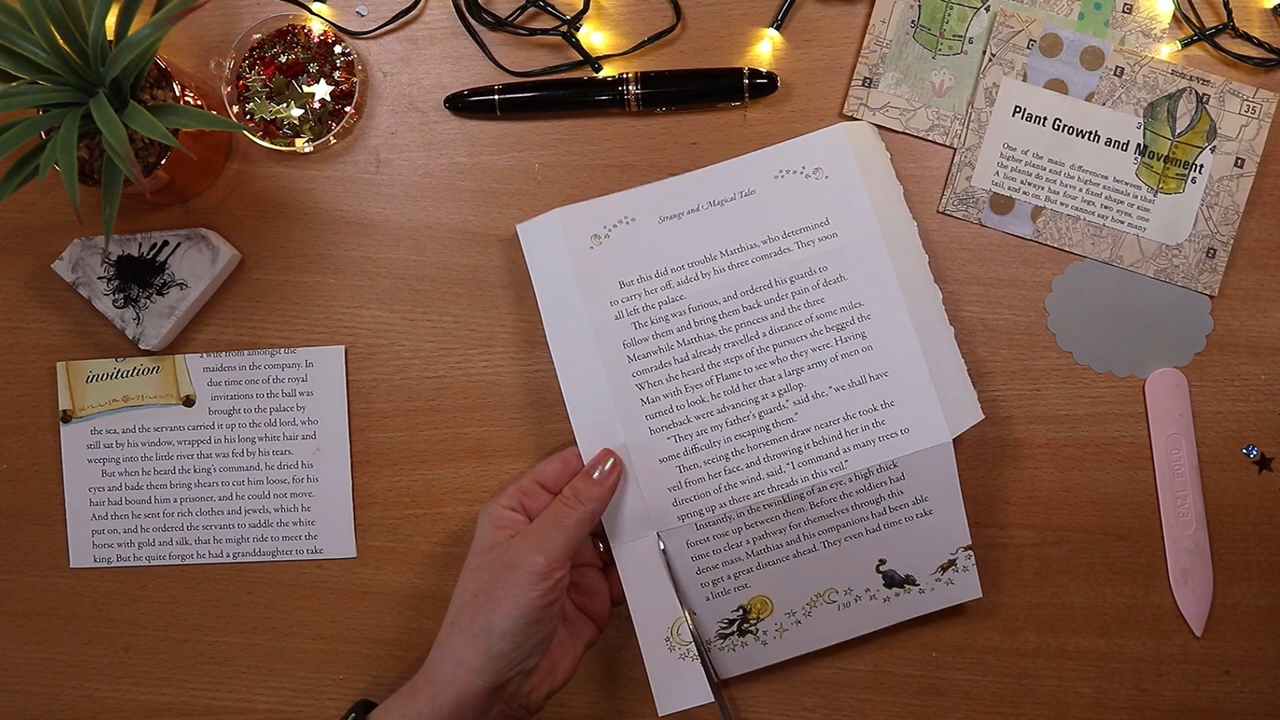 Strange and Magical Tales
But this did not trouble Matthias, who determined
to carry her off, aided by his three comrades. They soon
all left the palace.
The king was furious, and ordered his guards to
follow them and bring them back under pain of death.
Meanwhile Matthias, the princess and the three
comrades had already travelled a distance of some miles.
When she heard the steps of the pursuers she begged the
Man with Eyes of Flame to see who they were. Having
turned to look, he told her that a large army of men on
horseback were advancing at a gallop.
"They are my father's guards," said she, "we shall have
some difficulty in escaping them."
Then, seeing the horsemen draw nearer she took the
veil from her face, and throwing it behind her in the
direction of the wind, said, "I command as many trees to
spring up as there are threads in this veil."
Instantly, in the twinkling of an eye, a high thick
forest rose up between them. Before the soldiers had
time to clear a pathway for themselves through this
dense mass, Matthias and his companions had been able
to get a great distance ahead. They even had time to take
a little rest.
130
invitation
a wife from amongst the
maidens in the company. In
due time one of the royal
invitations to the ball was
brought to the palace by
the sea, and the servants carried it up to the old lord, who
still sat by his window, wrapped in his long white hair and
weeping into the little river that was fed by his tears.
But when he heard the king's command, he dried his
eyes and bade them bring shears to cut him loose, for his
hair had bound him a prisoner, and he could not move.
And then he sent for rich clothes and jewels, which he
put on, and he ordered the servants to saddle the white
horse with gold and silk, that he might ride to meet the
king. But he quite forgot he had a granddaughter to take
Plant Growth and Movement
One of the main differences between the
higher plants and the higher animals is that
the plants do not have a fixed shape or size.
A lion always has four legs, two eyes, one
tail, and so on. But we cannot say how many
35
3
4
5
6